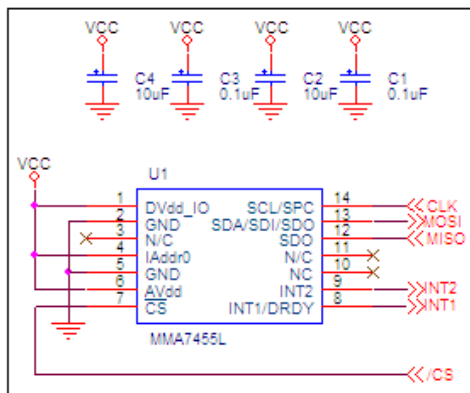 VCC VCC VCC VCC
C4 C3 C2 C1
10uF 0.1uF 10uF 0.1uF
VCC
U1
1 DVdd_IO SCL/SPC 14 CLK
2 GND SDA/SDI/SDO 13 MOSI
3 N/C SDO 12 MISO
4 IAddr0 N/C 11
5 GND NC 10
6 AVdd INT2 9 INT2
7 CS INT1/DRDY 8 INT1
MMA7455L
/CS